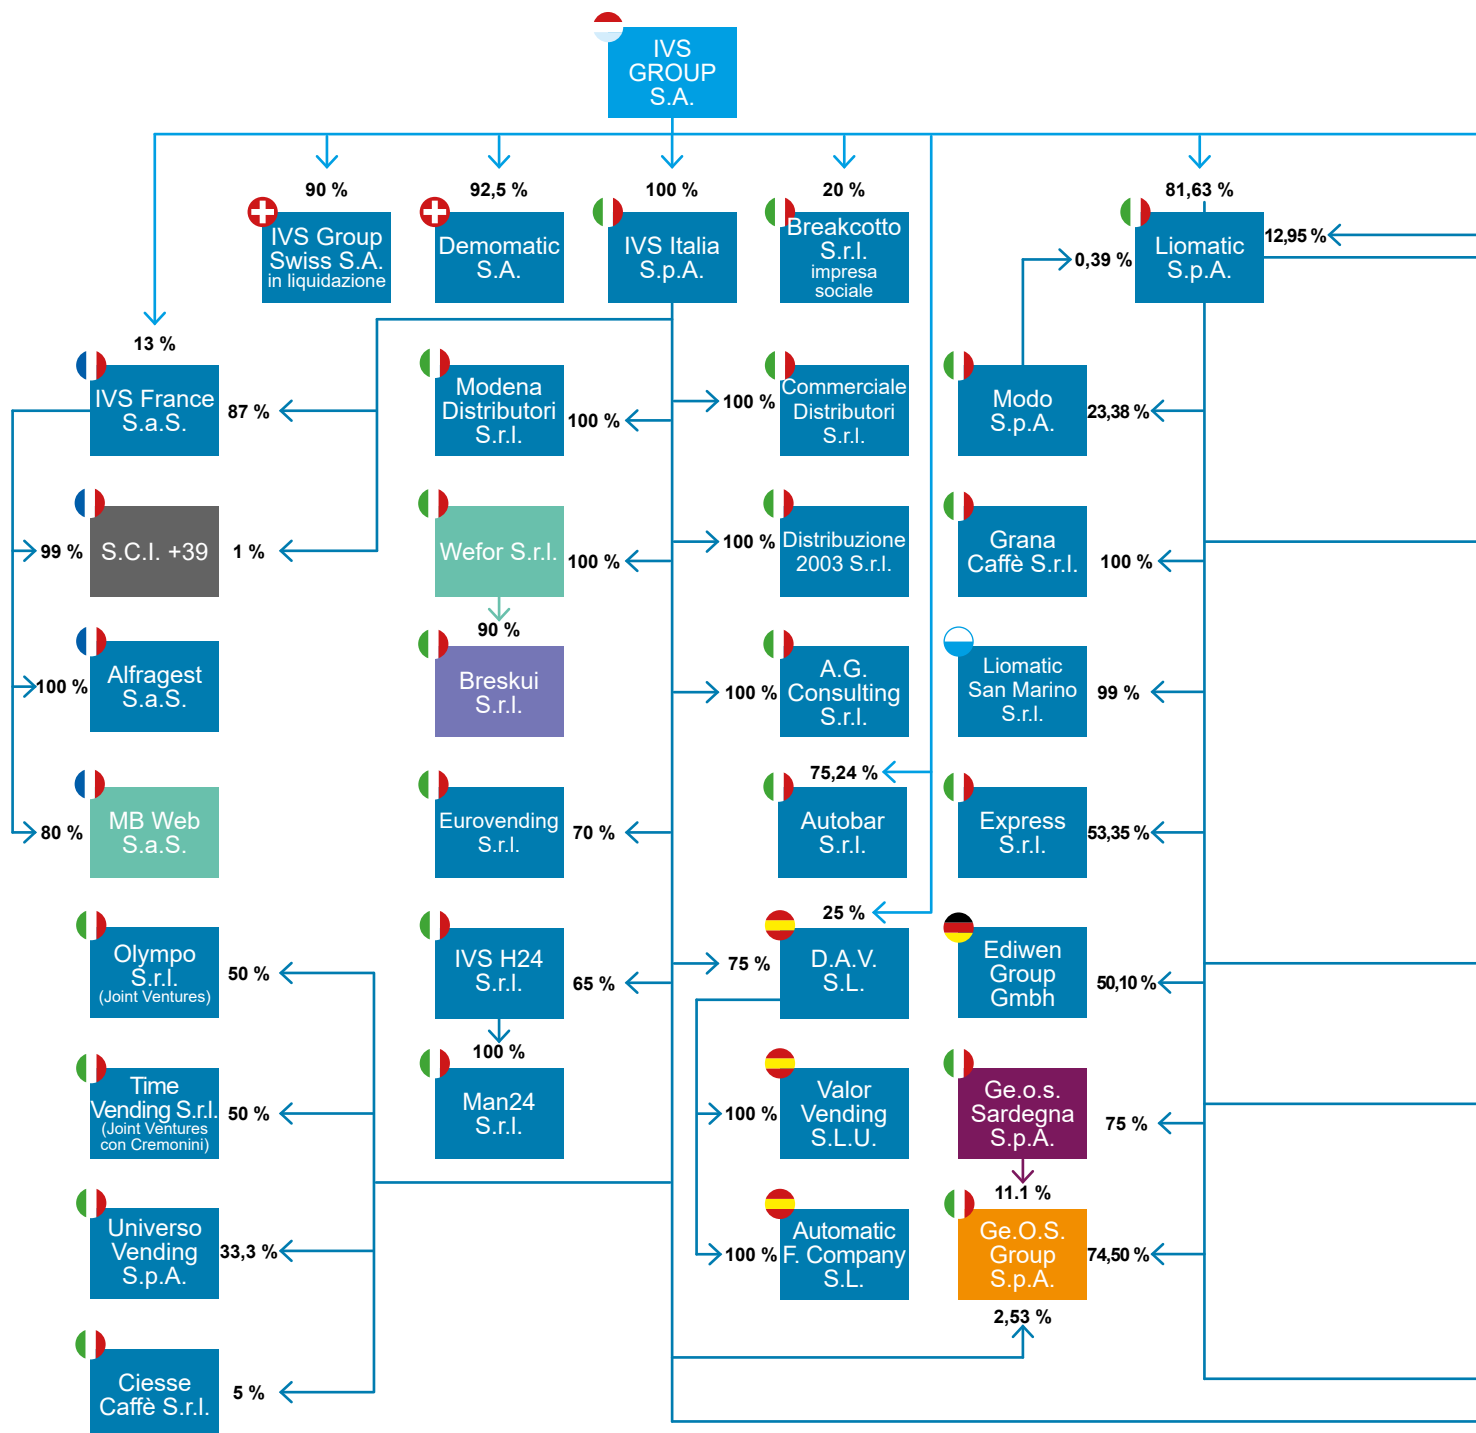 IVS
GROUP
S.A.
90 %
92,5 %
100 %
20 %
81,63 %
IVS Group
Swiss S.A.
in liquidazione
Demomatic
S.A.
IVS Italia
S.p.A.
Breakcotto
S.r.l.
impresa
sociale
0,39 %
Liomatic
S.p.A.
12,95 %
13 %
IVS France
S.a.S.
87 %
Modena
Distributori
S.r.l.
100 %
100 %
Commerciale
Distributori
S.r.l.
Modo
S.p.A.
23,38 %
99 %
S.C.I. +39
1 %
Wefor S.r.l.
100 %
100 %
Distribuzione
2003 S.r.l.
Grana
Caffè S.r.l.
100 %
90 %
100 %
Alfragest
S.a.S.
Breskui
S.r.l.
100 %
A.G.
Consulting
S.r.l.
Liomatic
San Marino
S.r.l.
99 %
75,24 %
80 %
MB Web
S.a.S.
Eurovending
S.r.l.
70 %
Autobar
S.r.l.
Express
S.r.l.
53,35 %
25 %
Olympo
S.r.l.
(Joint Ventures)
50 %
IVS H24
S.r.l.
65 %
75 %
D.A.V.
S.L.
Ediwen
Group
Gmbh
50,10 %
100 %
Time
Vending S.r.l.
(Joint Ventures
con Cremonini)
50 %
Man24
S.r.l.
100 %
Valor
Vending
S.L.U.
Ge.o.s.
Sardegna
S.p.A.
75 %
11.1 %
Universo
Vending
S.p.A.
33,3 %
100 %
Automatic
F. Company
S.L.
Ge.O.S.
Group
S.p.A.
74,50 %
2,53 %
Ciesse
Caffè S.r.l.
5 %